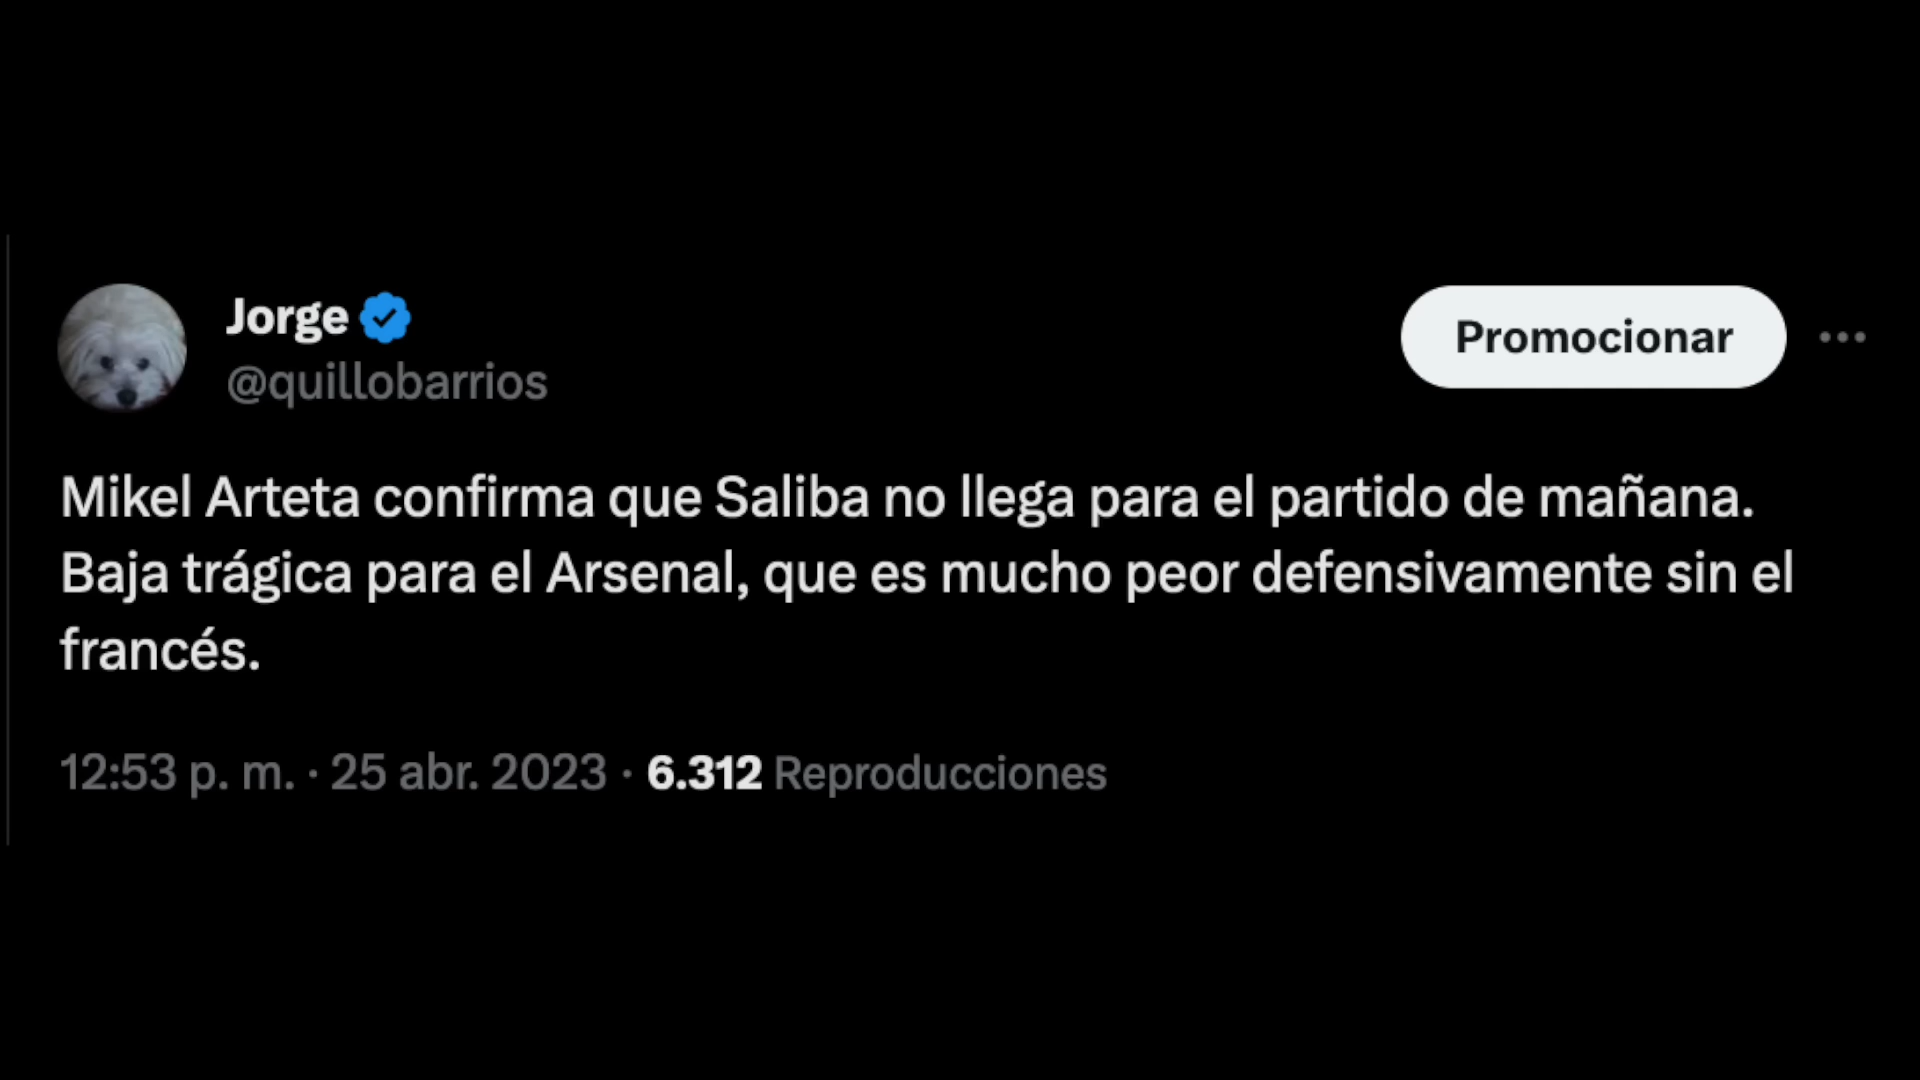 Jorge
Promocionar
@quillobarrios
Mikel Arteta confirma que Saliba no llega para el partido de mañana.
Baja trágica para el Arsenal, que es mucho peor defensivamente sin el
francés.
12:53 p. m. · 25 abr. 2023 · 6.312 Reproducciones